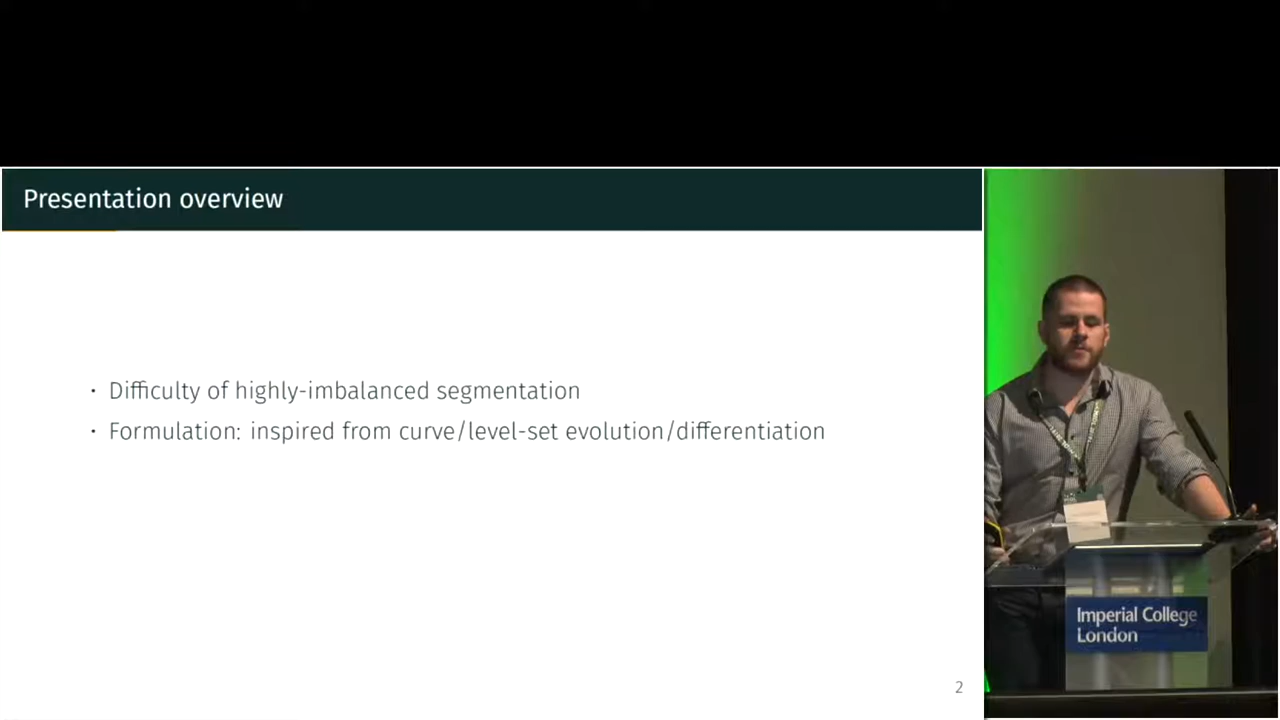 Presentation overview
· Difficulty of highly-imbalanced segmentation
· Formulation: inspired from curve/level-set evolution/differentiation
2
Imperial College
London